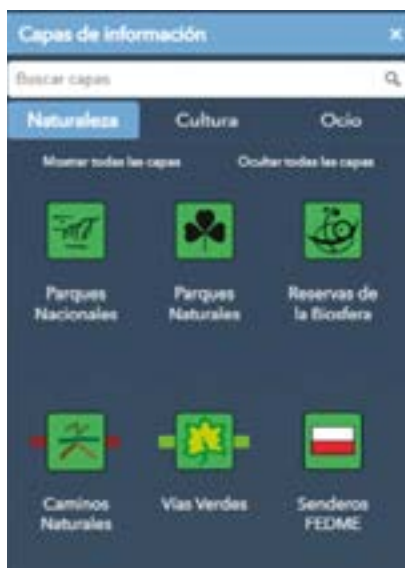 Capas de información ×
Buscar capas
Naturaleza Cultura Ocio
Mostrar todas las capas Ocultar todas las capas
Parques Nacionales
Parques Naturales
Reservas de la Biosfera
Caminos Naturales
Vías Verdes
Senderos FEDME